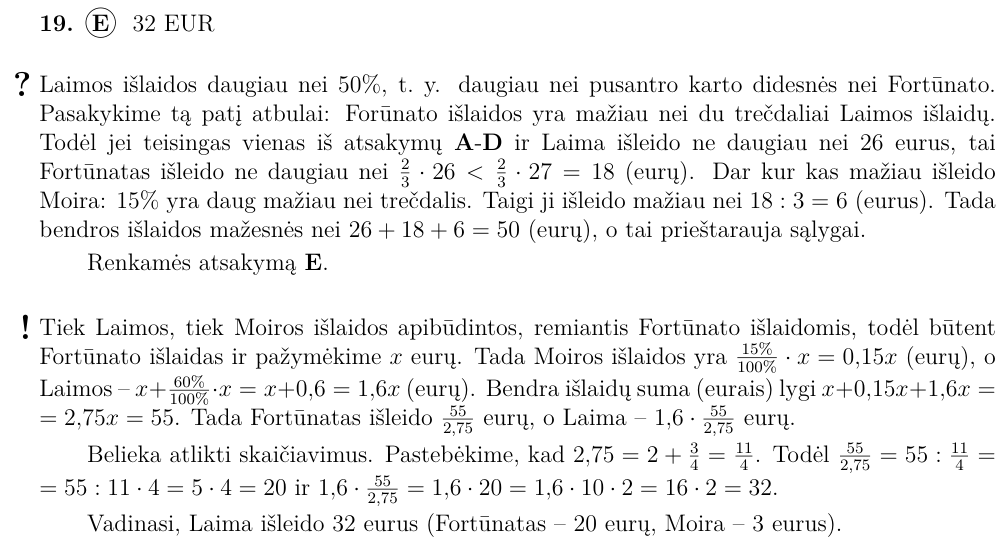 19. Ⓔ 32 EUR
? Laimos išlaidos daugiau nei 50%, t. y. daugiau nei pusantro karto didesnės nei Fortūnato.
Pasakykime tą patį atbulai: Forūnato išlaidos yra mažiau nei du trečdaliai Laimos išlaidų.
Todėl jei teisingas vienas iš atsakymų A-D ir Laima išleido ne daugiau nei 26 eurus, tai
Fortūnatas išleido ne daugiau nei 2/3 · 26 < 2/3 · 27 = 18 (eurų). Dar kur kas mažiau išleido
Moira: 15% yra daug mažiau nei trečdalis. Taigi ji išleido mažiau nei 18 : 3 = 6 (eurus). Tada
bendros išlaidos mažesnės nei 26 + 18 + 6 = 50 (eurų), o tai prieštarauja sąlygai.
Renkamės atsakymą E.
! Tiek Laimos, tiek Moiros išlaidos apibūdintos, remiantis Fortūnato išlaidomis, todėl būtent
Fortūnato išlaidas ir pažymėkime x eurų. Tada Moiros išlaidos yra 15%/100% · x = 0,15x (eurų), o
Laimos – x+60%/100%·x = x+0,6 = 1,6x (eurų). Bendra išlaidų suma (eurais) lygi x+0,15x+1,6x =
= 2,75x = 55. Tada Fortūnatas išleido 55/2,75 eurų, o Laima – 1,6 · 55/2,75 eurų.
Belieka atlikti skaičiavimus. Pastebėkime, kad 2,75 = 2 + 3/4 = 11/4. Todėl 55/2,75 = 55 : 11/4 =
= 55 : 11 · 4 = 5 · 4 = 20 ir 1,6 · 55/2,75 = 1,6 · 20 = 1,6 · 10 · 2 = 16 · 2 = 32.
Vadinasi, Laima išleido 32 eurus (Fortūnatas – 20 eurų, Moira – 3 eurus).